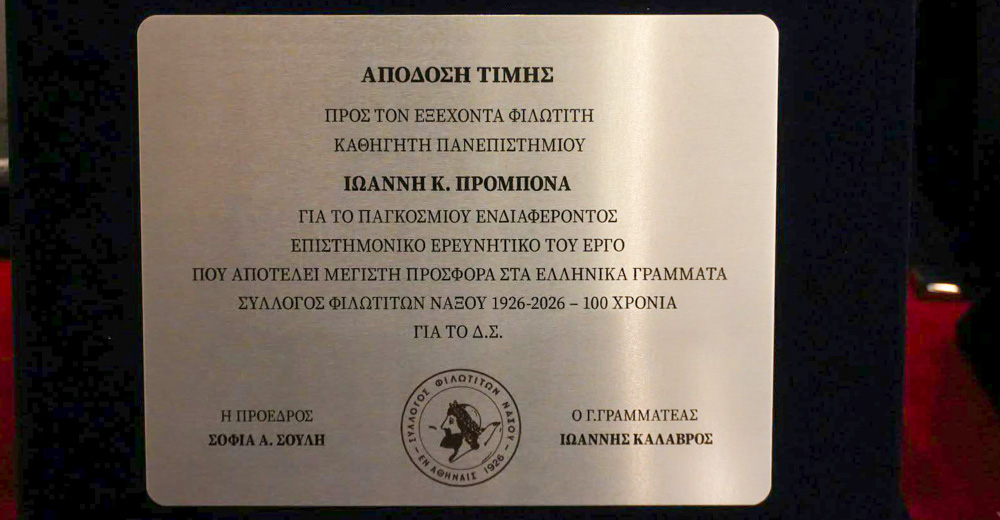 ΑΠΟΔΟΣΗ ΤΙΜΗΣ
ΠΡΟΣ ΤΟΝ ΕΞΕΧΟΝΤΑ ΦΙΛΩΤΙΤΗ
ΚΑΘΗΓΗΤΗ ΠΑΝΕΠΙΣΤΗΜΙΟΥ
ΙΩΑΝΝΗ Κ. ΠΡΟΜΠΟΝΑ
ΓΙΑ ΤΟ ΠΑΓΚΟΣΜΙΟΥ ΕΝΔΙΑΦΕΡΟΝΤΟΣ
ΕΠΙΣΤΗΜΟΝΙΚΟ ΕΡΕΥΝΗΤΙΚΟ ΤΟΥ ΕΡΓΟ
ΠΟΥ ΑΠΟΤΕΛΕΙ ΜΕΓΙΣΤΗ ΠΡΟΣΦΟΡΑ ΣΤΑ ΕΛΛΗΝΙΚΑ ΓΡΑΜΜΑΤΑ
ΣΥΛΛΟΓΟΣ ΦΙΛΩΤΙΤΩΝ ΝΑΞΟΥ 1926-2026 – 100 ΧΡΟΝΙΑ
ΓΙΑ ΤΟ Δ.Σ.
Η ΠΡΟΕΔΡΟΣ
ΣΟΦΙΑ Α. ΣΟΥΛΗ
ΣΥΛΛΟΓΟΣ ΦΙΛΩΤΙΤΩΝ ΝΑΞΟΥ
ΕΝ ΑΘΗΝΑΙΣ 1926
Ο Γ.ΓΡΑΜΜΑΤΕΑΣ
ΙΩΑΝΝΗΣ ΚΑΛΑΒΡΟΣ